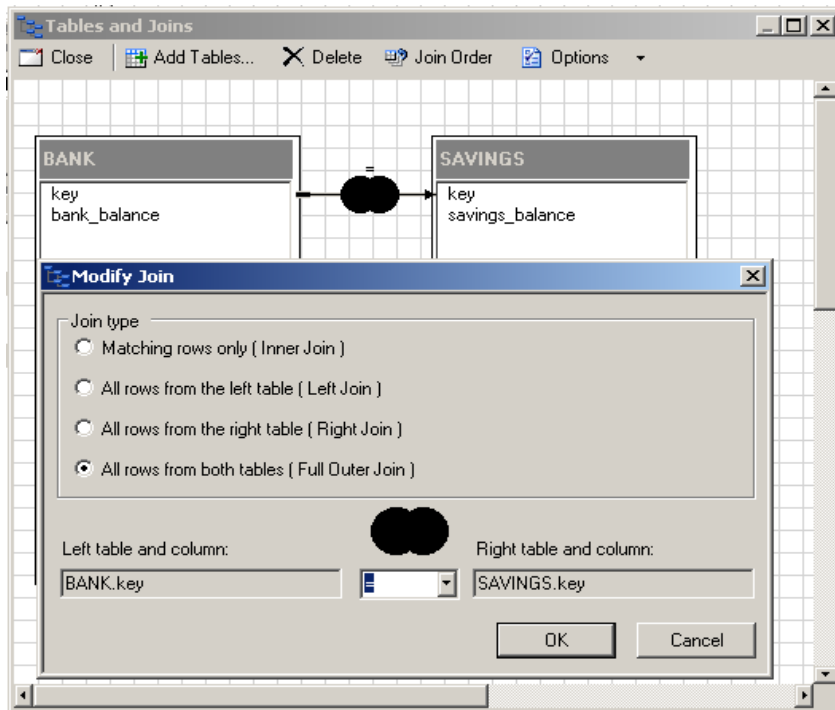 Tables and Joins
Close Add Tables... Delete Join Order Options
BANK
key
bank_balance
=
SAVINGS
key
savings_balance
Modify Join
Join type
Matching rows only ( Inner Join )
All rows from the left table ( Left Join )
All rows from the right table ( Right Join )
All rows from both tables ( Full Outer Join )
Left table and column:
Right table and column:
BANK.key
=
SAVINGS.key
OK Cancel